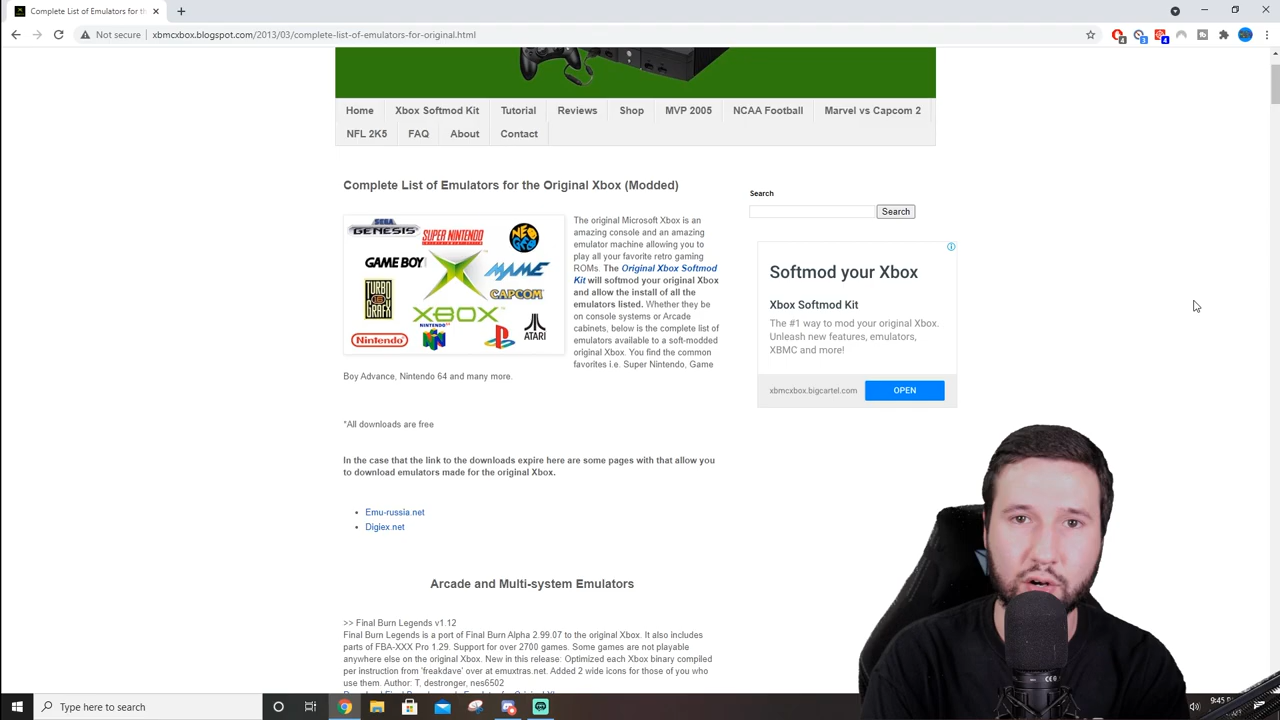 Complete List of Emulators for the
Not secure
xbmcxbox.blogspot.com/2013/03/complete-list-of-emulators-for-original.html
4
3
4
Home
Xbox Softmod Kit
Tutorial
Reviews
Shop
MVP 2005
NCAA Football
Marvel vs Capcom 2
NFL 2K5
FAQ
About
Contact
Complete List of Emulators for the Original Xbox (Modded)
SEGA
GENESIS
SUPER NINTENDO
NEO
GEO
GAME BOY
MAME
CAPCOM
TURBO
GRAFX
XBOX
Nintendo
NINTENDO64
ATARI
The original Microsoft Xbox is an
amazing console and an amazing
emulator machine allowing you to
play all your favorite retro gaming
ROMs. The Original Xbox Softmod
Kit will softmod your original Xbox
and allow the install of all the
emulators listed. Whether they be
on console systems or Arcade
cabinets, below is the complete list of
emulators available to a soft-modded
original Xbox. You find the common
favorites i.e. Super Nintendo, Game
Boy Advance, Nintendo 64 and many more.
*All downloads are free
In the case that the link to the downloads expire here are some pages with that allow you
to download emulators made for the original Xbox.
Emu-russia.net
Digiex.net
Arcade and Multi-system Emulators
>> Final Burn Legends v1.12
Final Burn Legends is a port of Final Burn Alpha 2.99.07 to the original Xbox. It also includes
parts of FBA-XXX Pro 1.29. Support for over 2700 games. Some games are not playable
anywhere else on the original Xbox. New in this release: Optimized each Xbox binary compiled
per instruction from 'freakdave' over at emuxtras.net. Added 2 wide icons for those of you who
use them. Author: T, destronger, nes6502
Search
Search
Softmod your Xbox
Xbox Softmod Kit
The #1 way to mod your original Xbox.
Unleash new features, emulators,
XBMC and more!
xbmcxbox.bigcartel.com
OPEN
Type here to search
9:45